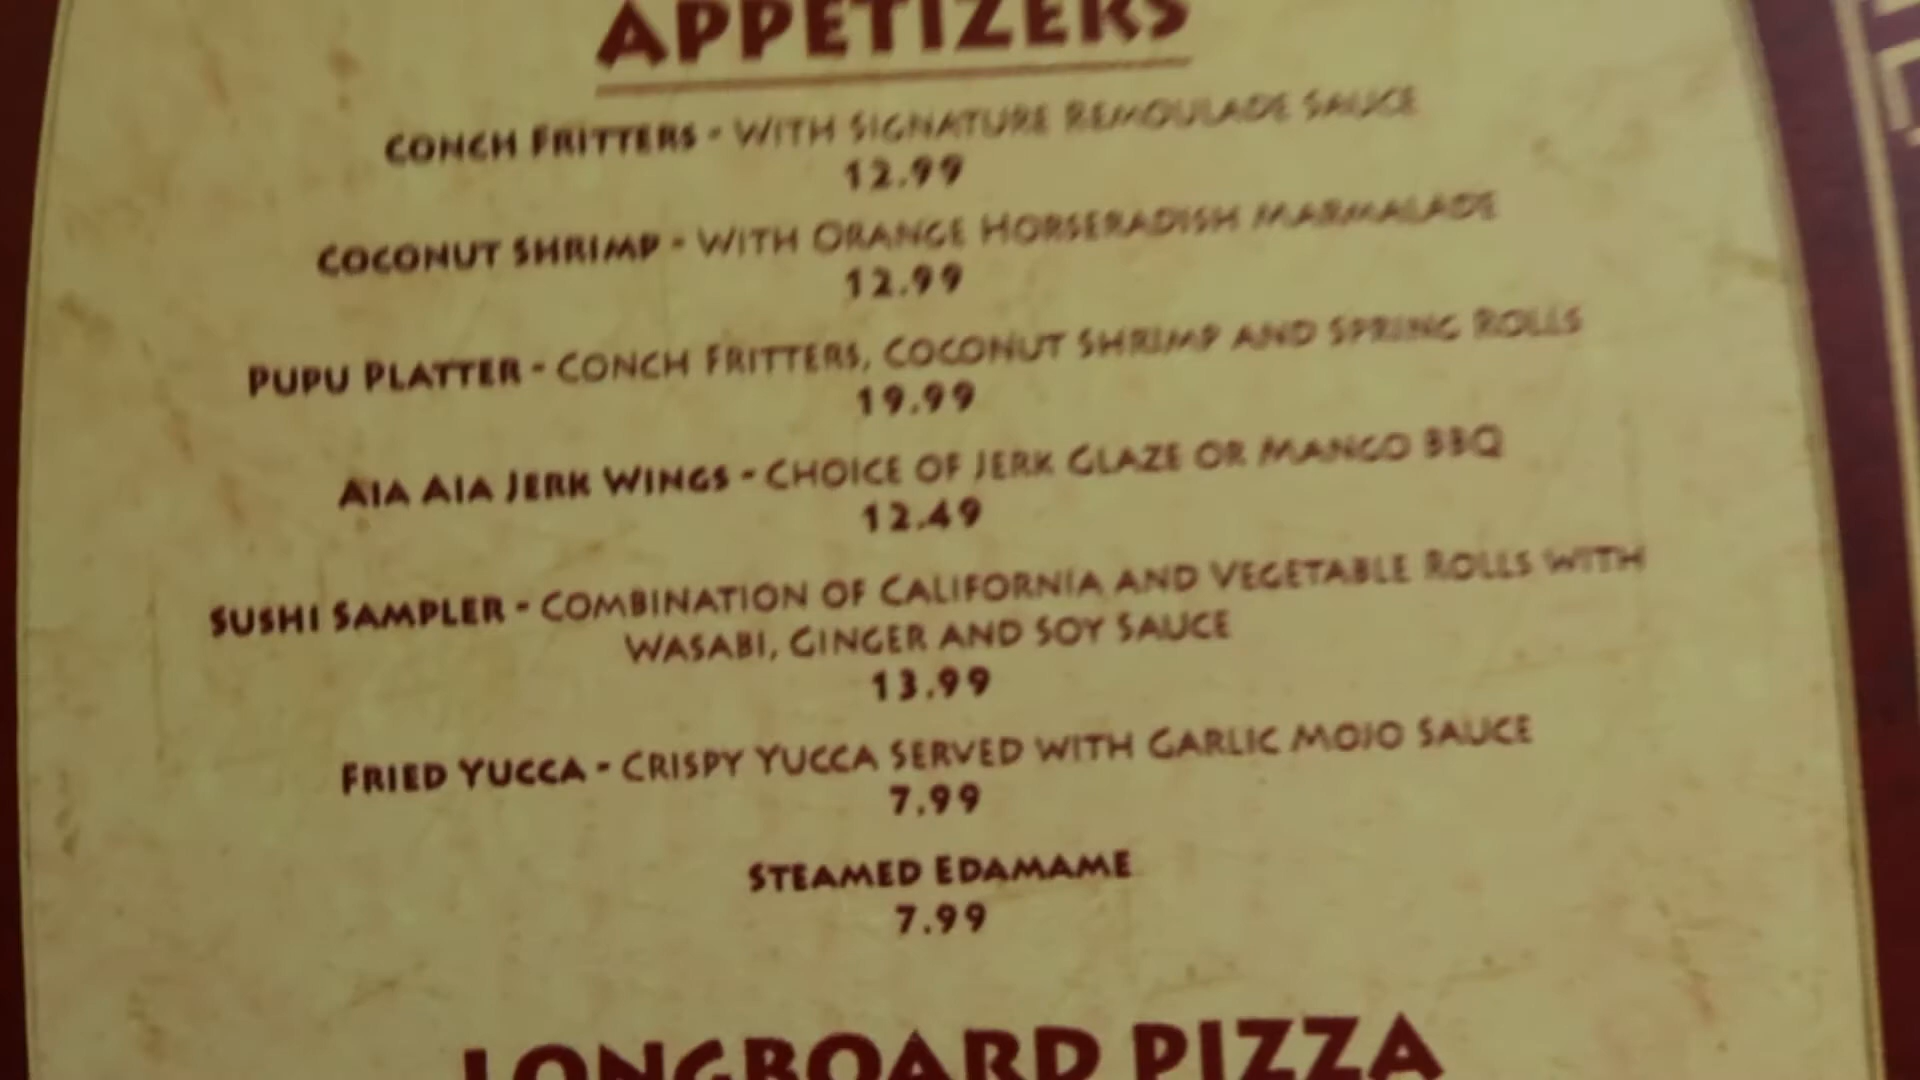 APPETIZERS
CONCH FRITTERS - WITH SIGNATURE REMOULADE SAUCE
12.99
COCONUT SHRIMP - WITH ORANGE HORSERADISH MARMALADE
12.99
PUPU PLATTER - CONCH FRITTERS, COCONUT SHRIMP AND SPRING ROLLS
19.99
AIA AIA JERK WINGS - CHOICE OF JERK GLAZE OR MANGO BBQ
12.49
SUSHI SAMPLER - COMBINATION OF CALIFORNIA AND VEGETABLE ROLLS WITH
WASABI, GINGER AND SOY SAUCE
13.99
FRIED YUCCA - CRISPY YUCCA SERVED WITH GARLIC MOJO SAUCE
7.99
STEAMED EDAMAME
7.99
LONGBOARD PIZZA